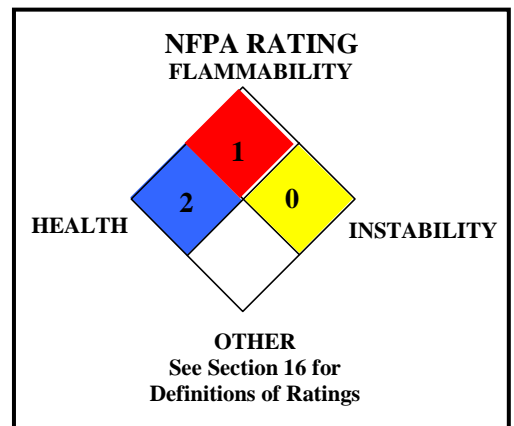 NFPA RATING
FLAMMABILITY
1
2
0
HEALTH
INSTABILITY
OTHER
See Section 16 for
Definitions of Ratings